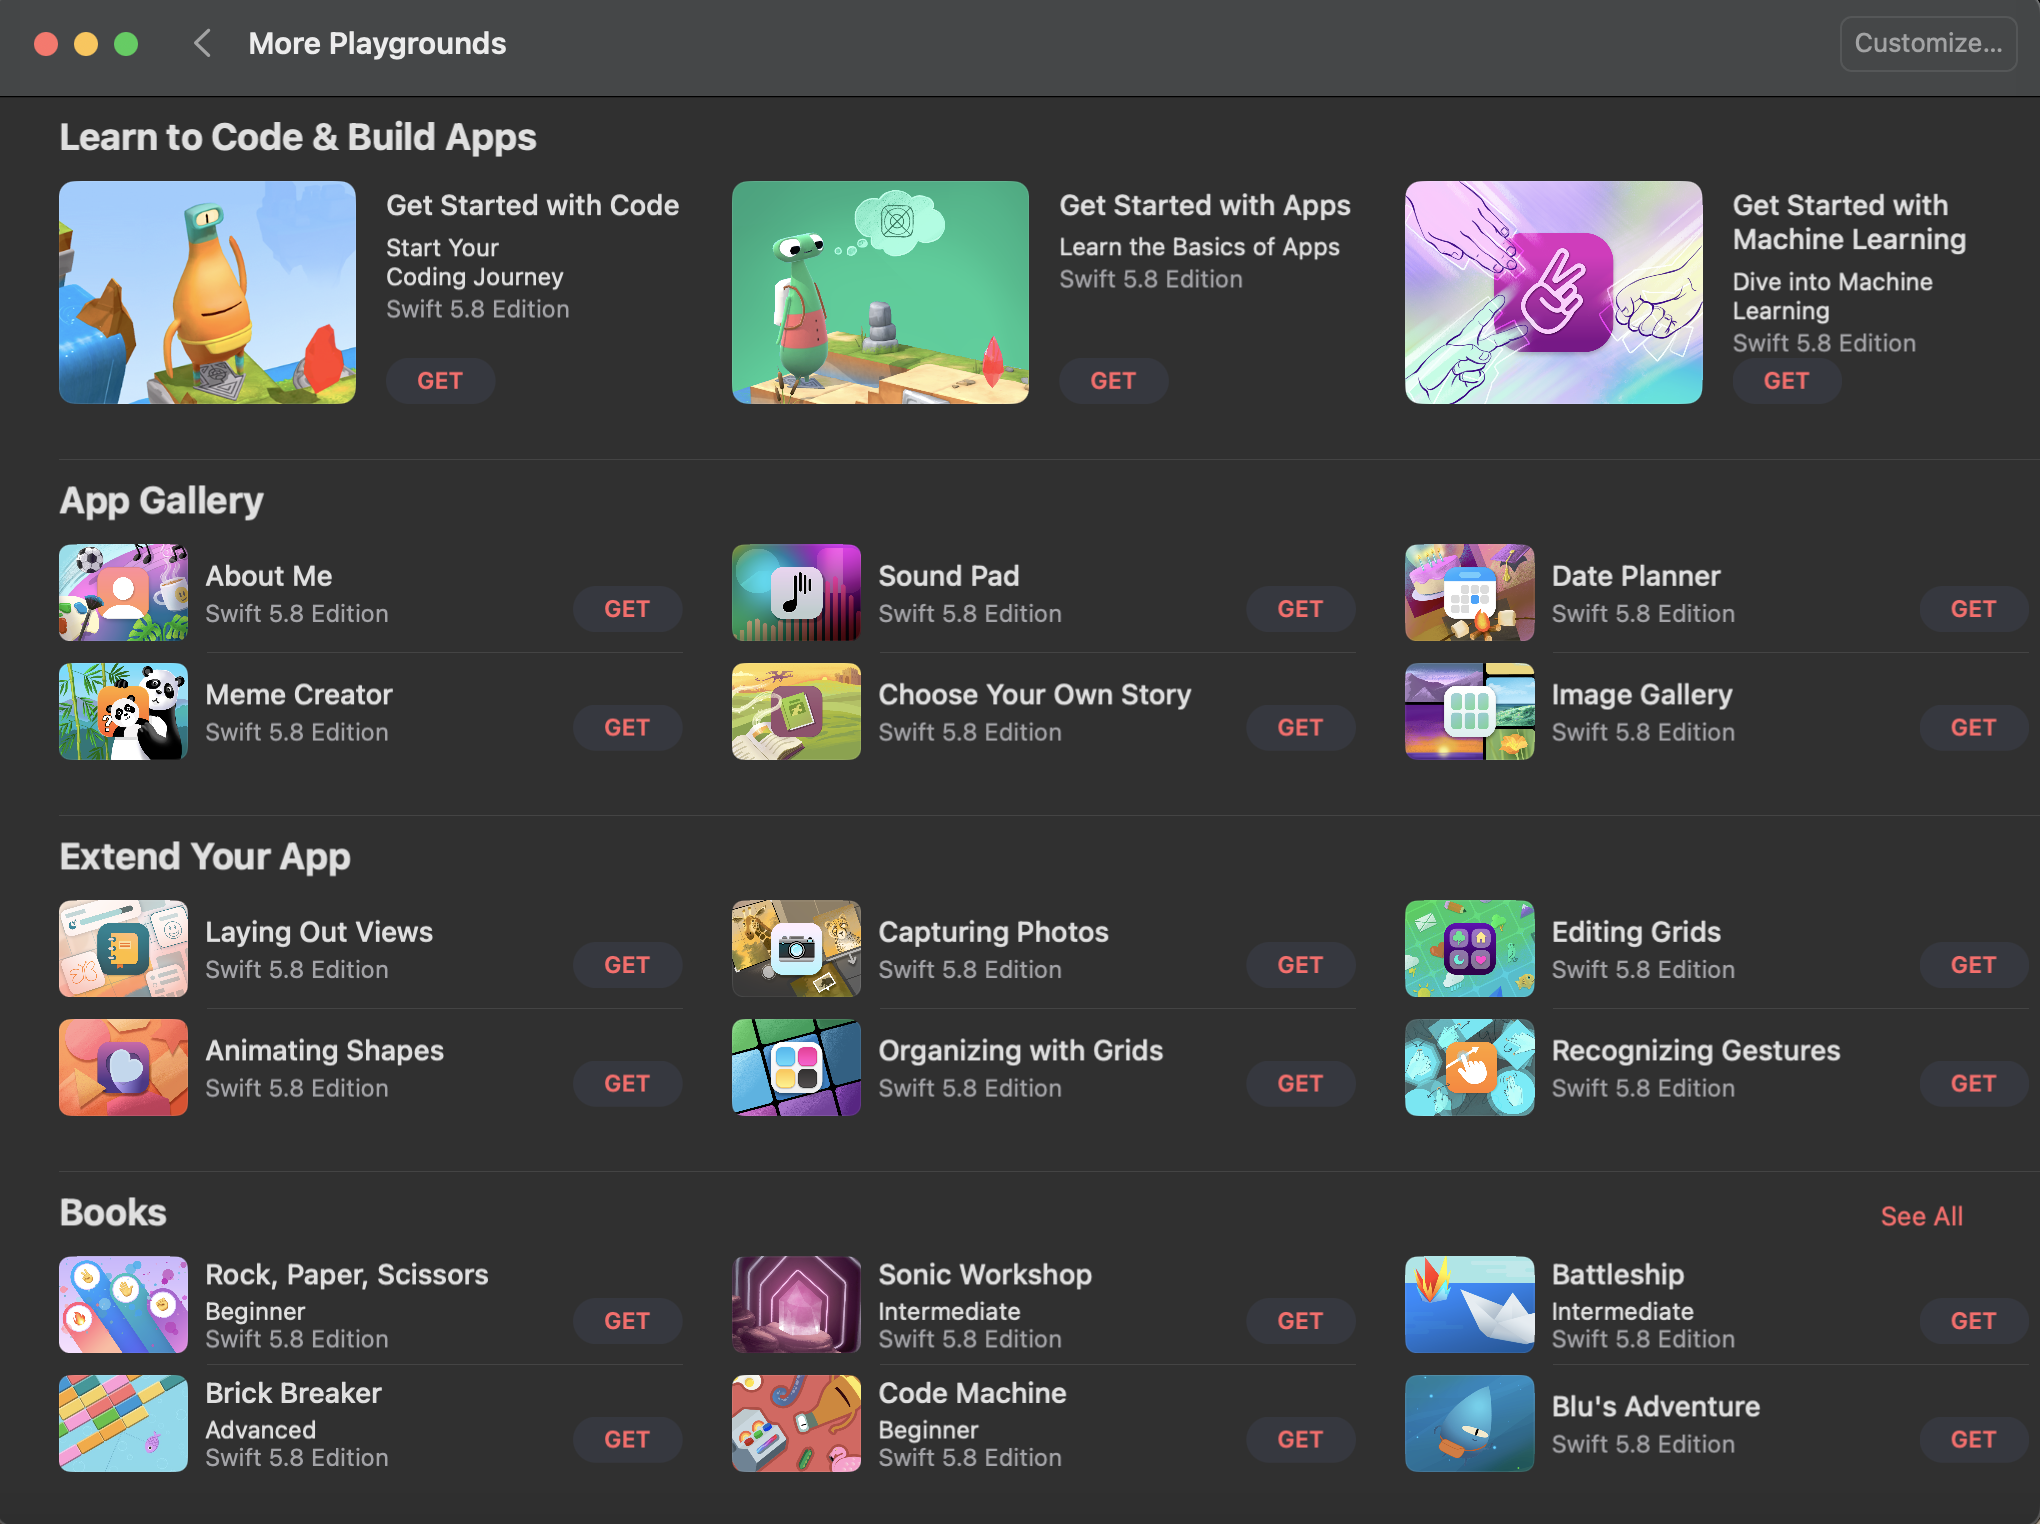 More Playgrounds
Customize...
Learn to Code & Build Apps
Get Started with Code
Start Your
Coding Journey
Swift 5.8 Edition
GET
Get Started with Apps
Learn the Basics of Apps
Swift 5.8 Edition
GET
Get Started with
Machine Learning
Dive into Machine
Learning
Swift 5.8 Edition
GET
App Gallery
About Me
Swift 5.8 Edition
GET
Sound Pad
Swift 5.8 Edition
GET
Date Planner
Swift 5.8 Edition
GET
Meme Creator
Swift 5.8 Edition
GET
Choose Your Own Story
Swift 5.8 Edition
GET
Image Gallery
Swift 5.8 Edition
GET
Extend Your App
Laying Out Views
Swift 5.8 Edition
GET
Capturing Photos
Swift 5.8 Edition
GET
Editing Grids
Swift 5.8 Edition
GET
Animating Shapes
Swift 5.8 Edition
GET
Organizing with Grids
Swift 5.8 Edition
GET
Recognizing Gestures
Swift 5.8 Edition
GET
Books
See All
Rock, Paper, Scissors
Beginner
Swift 5.8 Edition
GET
Sonic Workshop
Intermediate
Swift 5.8 Edition
GET
Battleship
Intermediate
Swift 5.8 Edition
GET
Brick Breaker
Advanced
Swift 5.8 Edition
GET
Code Machine
Beginner
Swift 5.8 Edition
GET
Blu's Adventure
Swift 5.8 Edition
GET